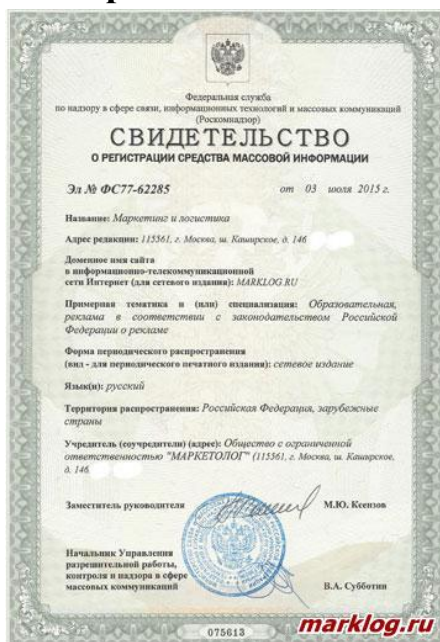 Федеральная служба
по надзору в сфере связи, информационных технологий и массовых коммуникаций
(Роскомнадзор)
СВИДЕТЕЛЬСТВО
О РЕГИСТРАЦИИ СРЕДСТВА МАССОВОЙ ИНФОРМАЦИИ
Эл № ФС77-62285 от 03 июля 2015 г.
Название: Маркетинг и логистика
Адрес редакции: 115561, г. Москва, ш. Каширское, д. 146
Доменное имя сайта
в информационно-телекоммуникационной
сети Интернет (для сетевого издания): MARKLOG.RU
Примерная тематика и (или) специализация: Образовательная,
реклама в соответствии с законодательством Российской
Федерации о рекламе
Форма периодического распространения
(вид - для периодического печатного издания): сетевое издание
Язык(и): русский
Территория распространения: Российская Федерация, зарубежные
страны
Учредитель (соучредители) (адрес): Общество с ограниченной
ответственностью "МАРКЕТОЛОГ" (115561, г. Москва, ш. Каширское,
д. 146
Заместитель руководителя М.Ю. Ксензов
Начальник Управления
разрешительной работы,
контроля и надзора в сфере
массовых коммуникаций В.А. Субботин
075613
marklog.ru